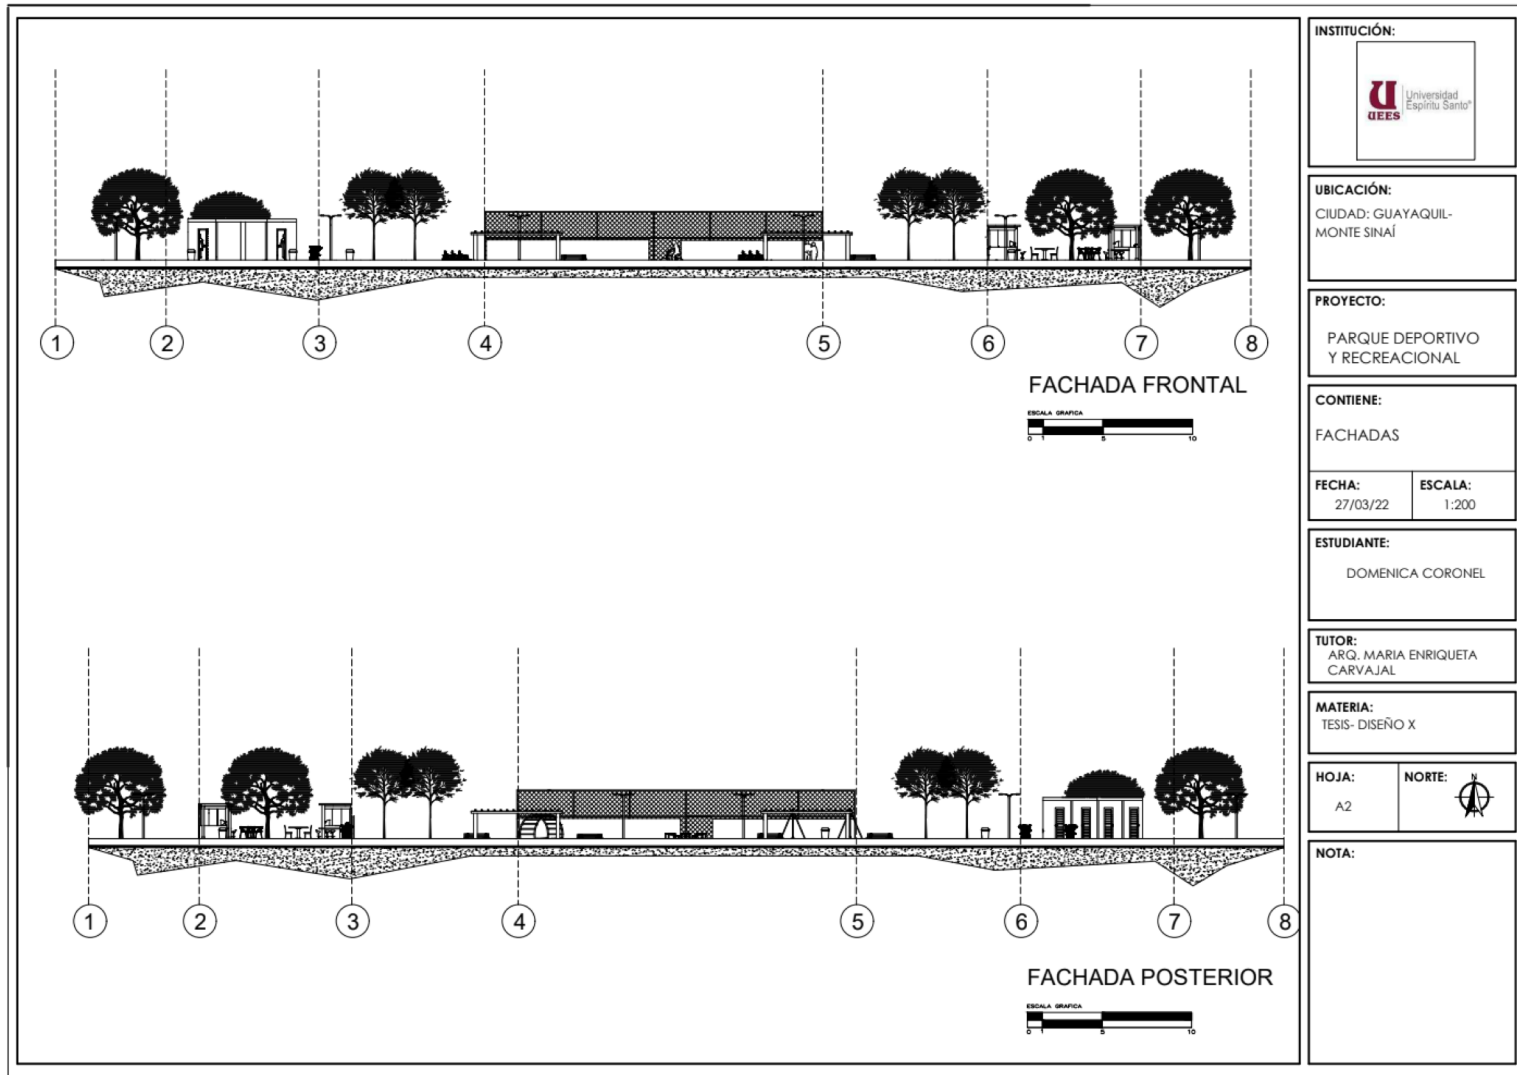 1 2 3 4 5 6 7 8
FACHADA FRONTAL
ESCALA GRAFICA
0 1 5 10
1 2 3 4 5 6 7 8
FACHADA POSTERIOR
ESCALA GRAFICA
0 1 5 10
INSTITUCIÓN:
U
UEES
Universidad
Espíritu Santo®
UBICACIÓN:
CIUDAD: GUAYAQUIL-
MONTE SINAÍ
PROYECTO:
PARQUE DEPORTIVO
Y RECREACIONAL
CONTIENE:
FACHADAS
FECHA: ESCALA:
27/03/22 1:200
ESTUDIANTE:
DOMENICA CORONEL
TUTOR:
ARQ. MARIA ENRIQUETA
CARVAJAL
MATERIA:
TESIS- DISEÑO X
HOJA: NORTE: N
A2
NOTA: